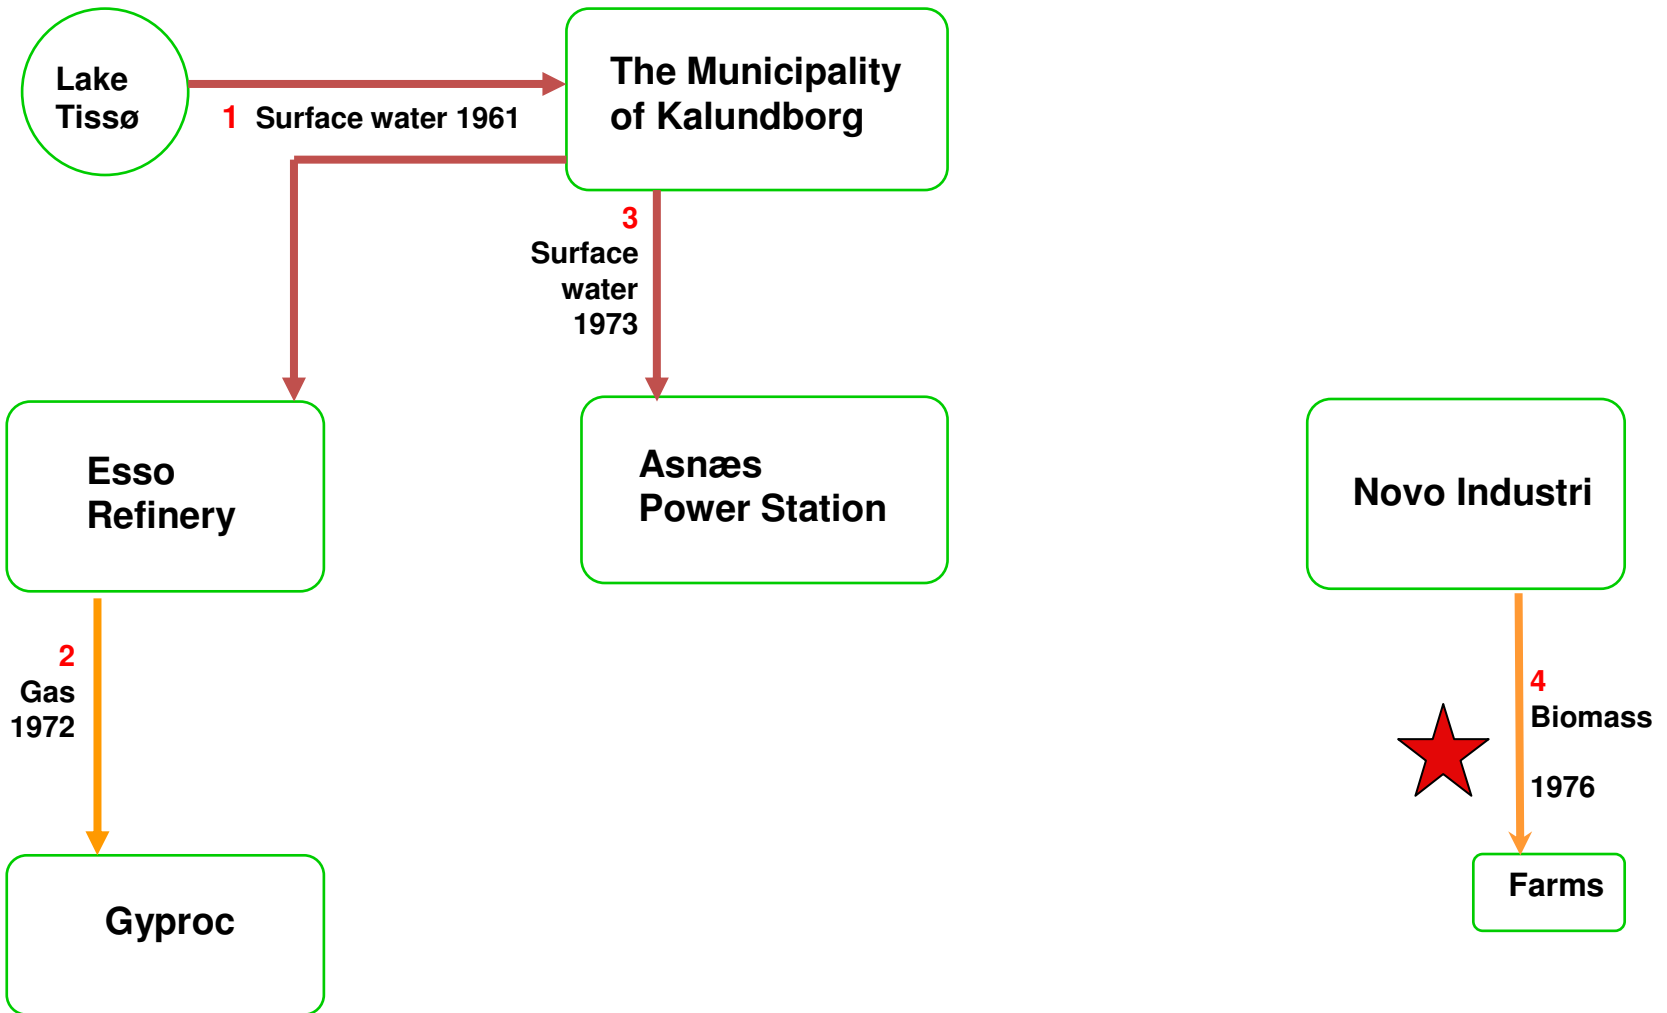 Lake
Tissø
1 Surface water 1961
The Municipality
of Kalundborg
3
Surface
water
1973
Esso
Refinery
Asnæs
Power Station
Novo Industri
2
Gas
1972
4
Biomass
1976
Gyproc
Farms